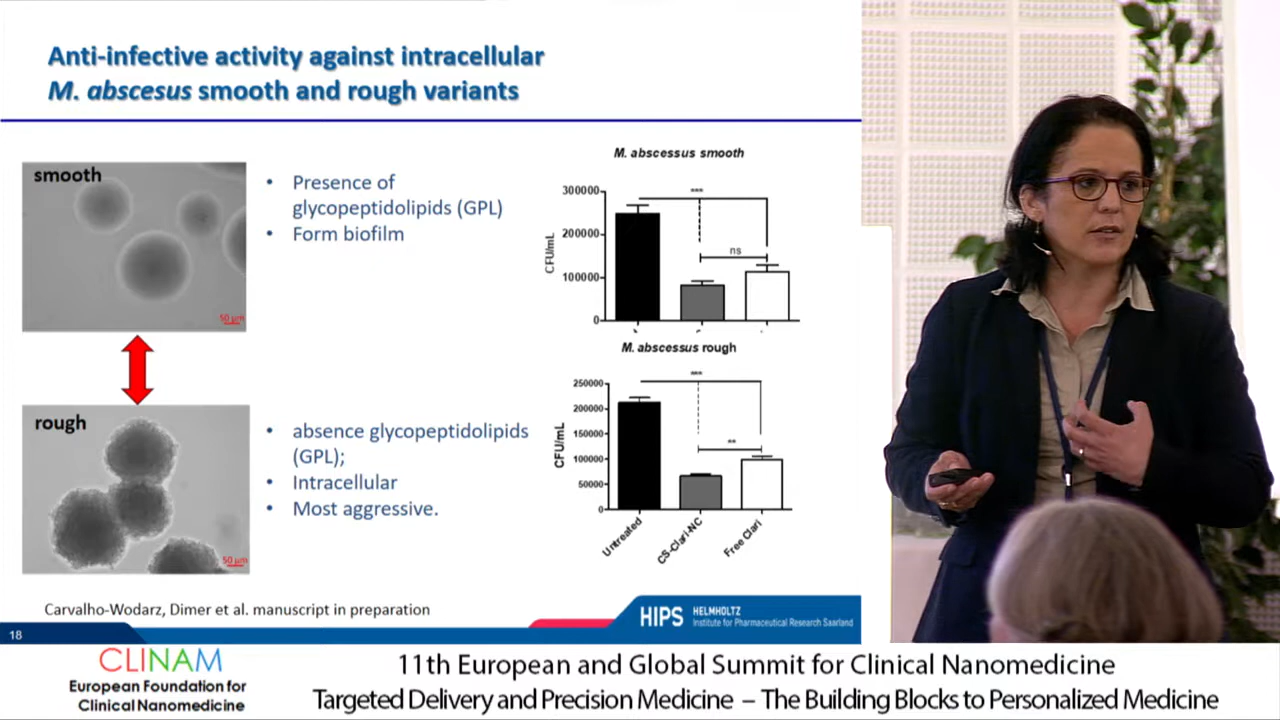 Anti-infective activity against intracellular
M. abscesus smooth and rough variants
smooth
50 µm
• Presence of
glycopeptidolipids (GPL)
• Form biofilm
M. abscessus smooth
CFU/mL
300000
200000
100000
0
***
ns
rough
50 µm
• absence glycopeptidolipids
(GPL);
• Intracellular
• Most aggressive.
M. abscessus rough
CFU/mL
250000
200000
150000
100000
50000
0
***
**
Untreated
CS-Clari-NC
Free Clari
Carvalho-Wodarz, Dimer et al. manuscript in preparation
18
HIPS
HELMHOLTZ
Institute for Pharmaceutical Research Saarland
CLINAM
European Foundation for
Clinical Nanomedicine
11th European and Global Summit for Clinical Nanomedicine
Targeted Delivery and Precision Medicine – The Building Blocks to Personalized Medicine